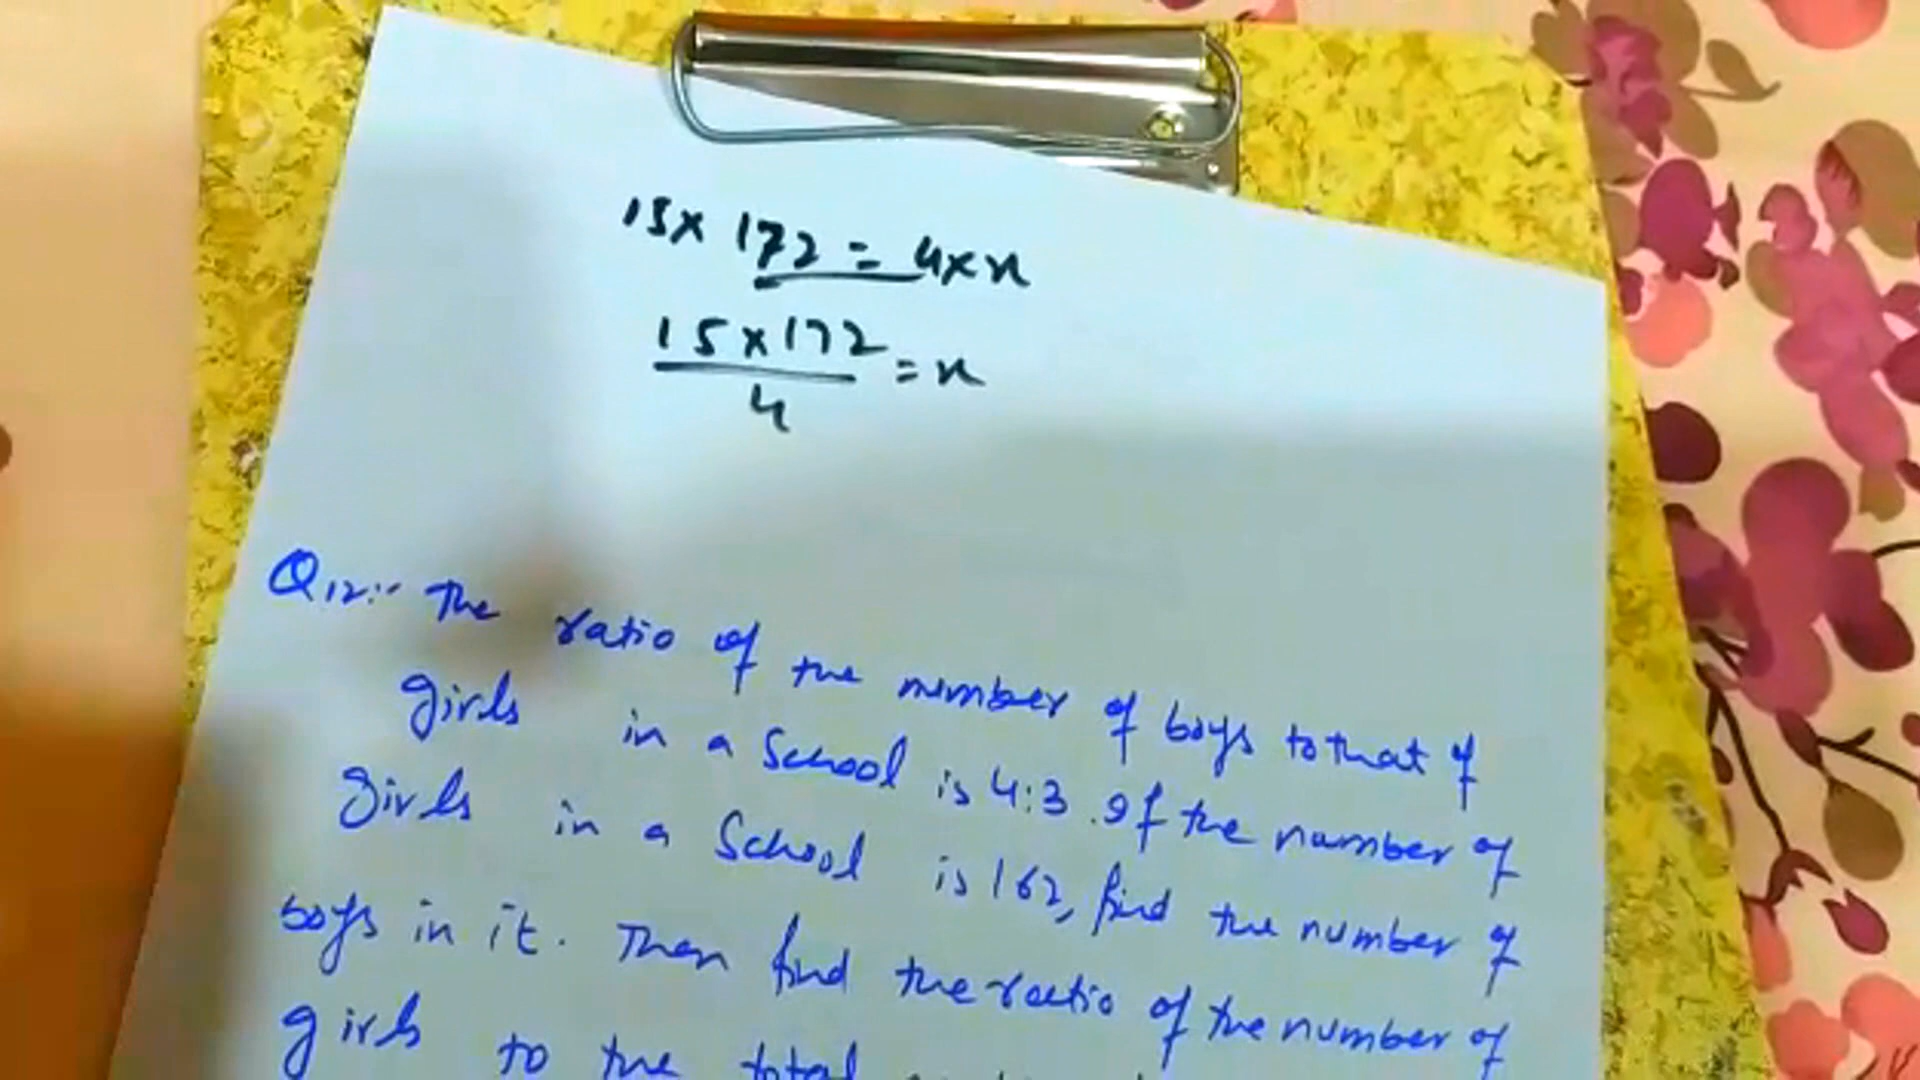 15x 172 = 4xx
15x172
4
= x
Q12:- The ratio of the number of boys to that of
girls in a School is 4:3. If the number of
girls in a School is 162, find the number of
boys in it. Then find the ratio of the number of
girls to the total